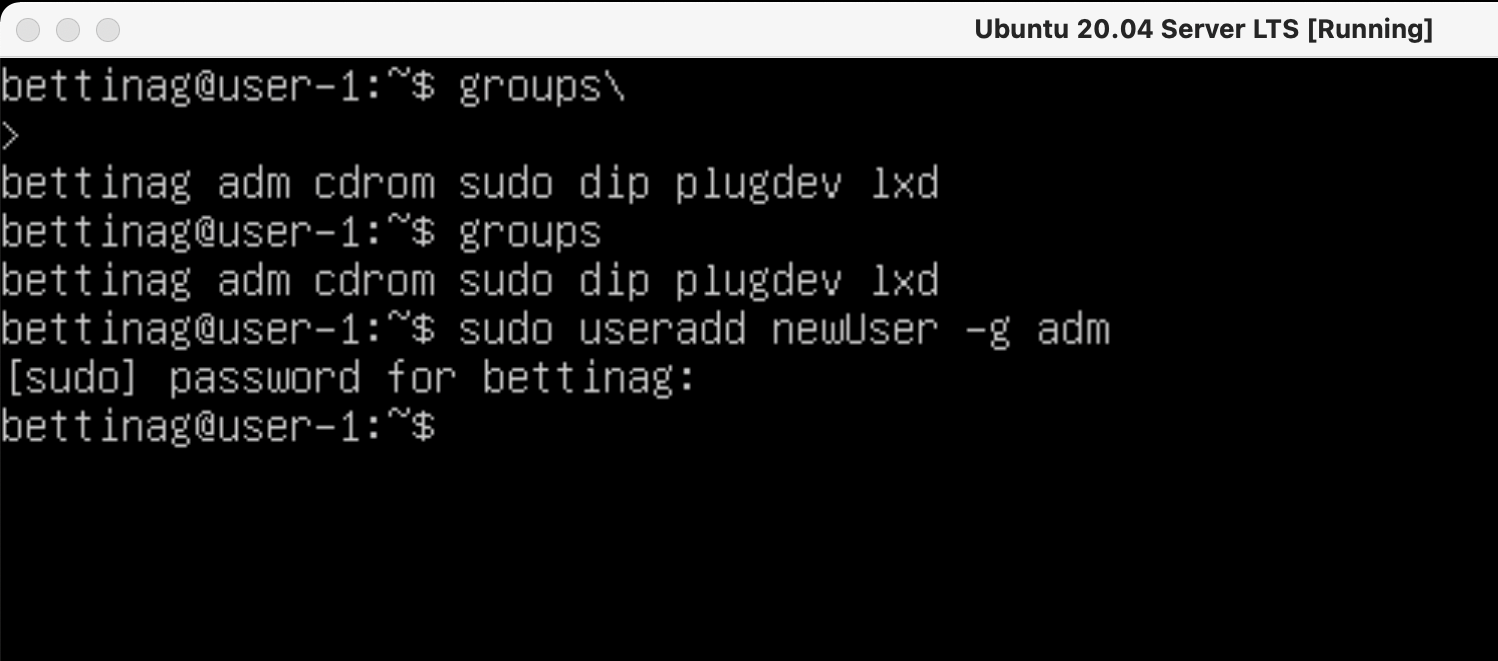 Ubuntu 20.04 Server LTS [Running]
bettinag@user-1:~$ groups\
>
bettinag adm cdrom sudo dip plugdev lxd
bettinag@user-1:~$ groups
bettinag adm cdrom sudo dip plugdev lxd
bettinag@user-1:~$ sudo useradd newUser -g adm
[sudo] password for bettinag:
bettinag@user-1:~$